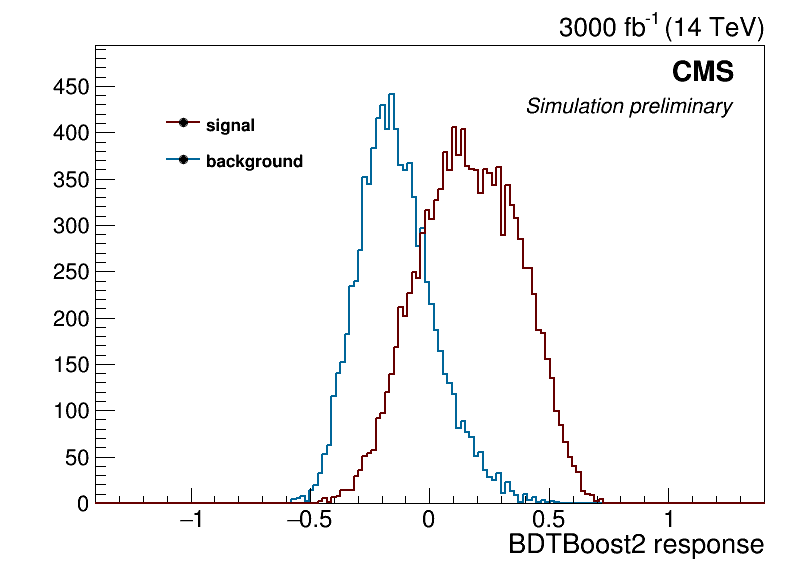 3000 fb-1 (14 TeV)
CMS
Simulation preliminary
signal
background
450
400
350
300
250
200
150
100
50
0
−1 −0.5 0 0.5 1
BDTBoost2 response